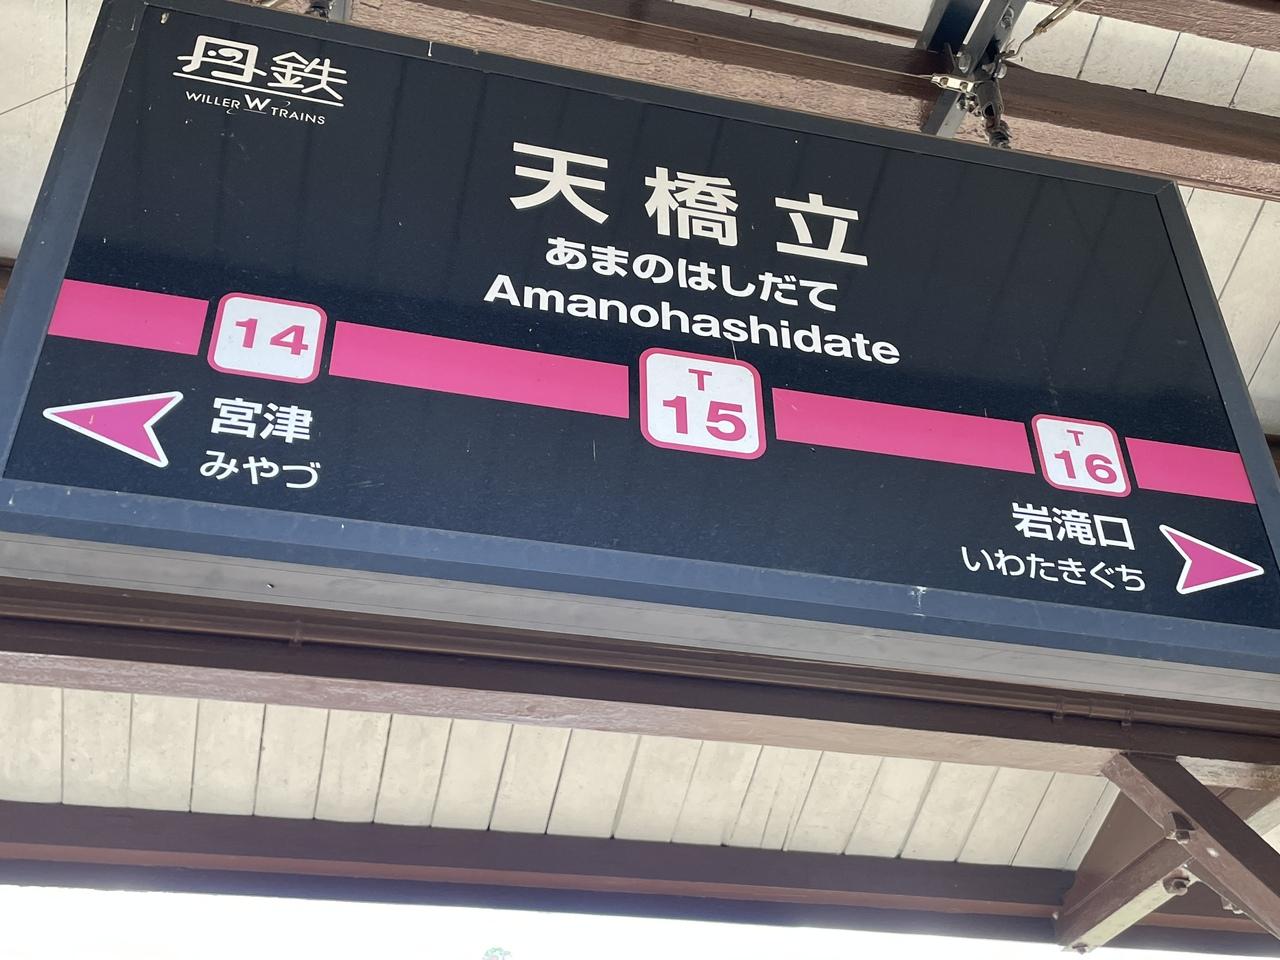 丹鉄
WILLER TRAINS
天橋立
あまのはしだて
Amanohashidate
14
T
15
T
16
宮津
みやづ
岩滝口
いわたきぐち